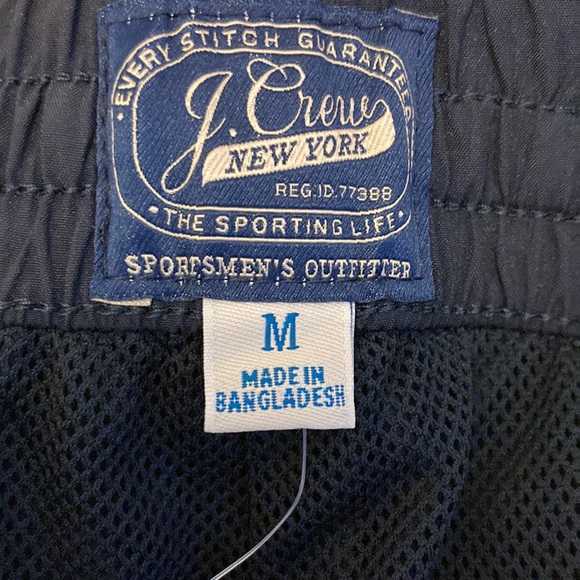 ·EVERY STITCH GUARANTEED
J. Crew
NEW YORK
REG.ID.77388
·THE SPORTING LIFE·
SPORTSMEN'S OUTFITTER
M
MADE IN
BANGLADESH